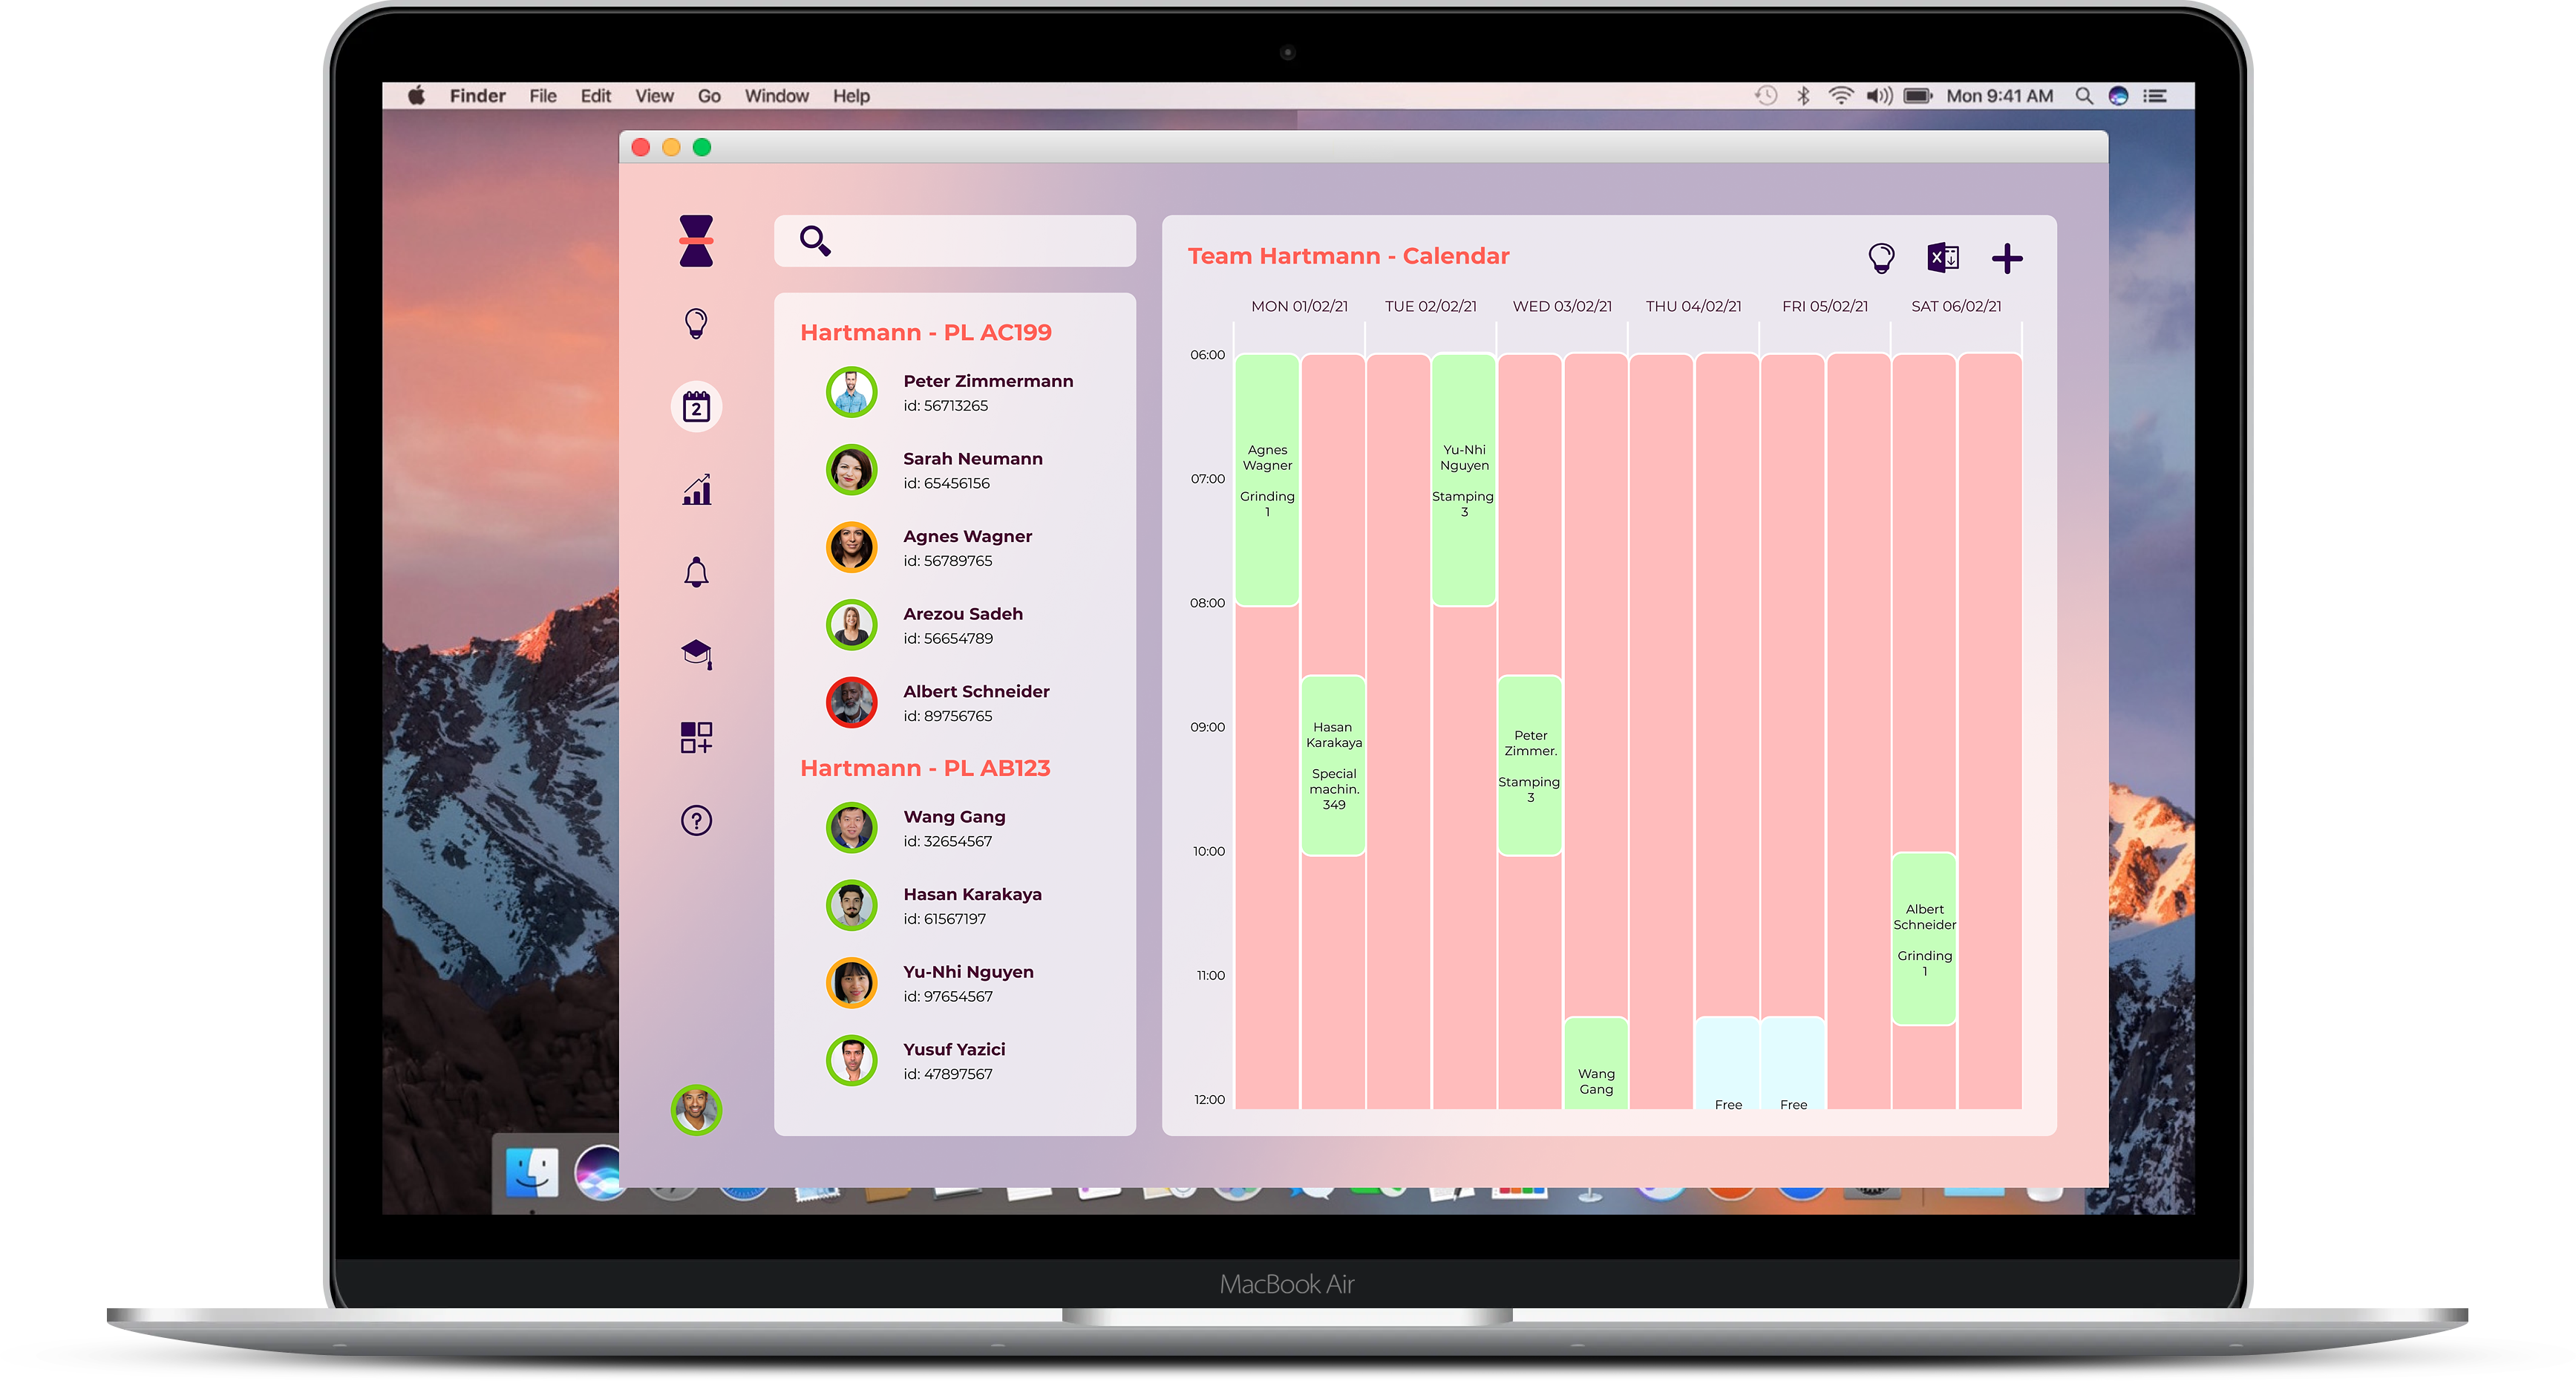 Finder File Edit View Go Window Help
Mon 9:41 AM
Team Hartmann - Calendar
Hartmann - PL AC199
Peter Zimmermann
id: 56713265
Sarah Neumann
id: 65456156
Agnes Wagner
id: 56789765
Arezou Sadeh
id: 56654789
Albert Schneider
id: 89756765
Hartmann - PL AB123
Wang Gang
id: 32654567
Hasan Karakaya
id: 61567197
Yu-Nhi Nguyen
id: 97654567
Yusuf Yazici
id: 47897567
2
?
X
MON 01/02/21 TUE 02/02/21 WED 03/02/21 THU 04/02/21 FRI 05/02/21 SAT 06/02/21
06:00
07:00
08:00
09:00
10:00
11:00
12:00
Agnes
Wagner
Grinding
1
Hasan
Karakaya
Special
machin.
349
Yu-Nhi
Nguyen
Stamping
3
Peter
Zimmer.
Stamping
3
Wang
Gang
Free
Free
Albert
Schneider
Grinding
1
MacBook Air